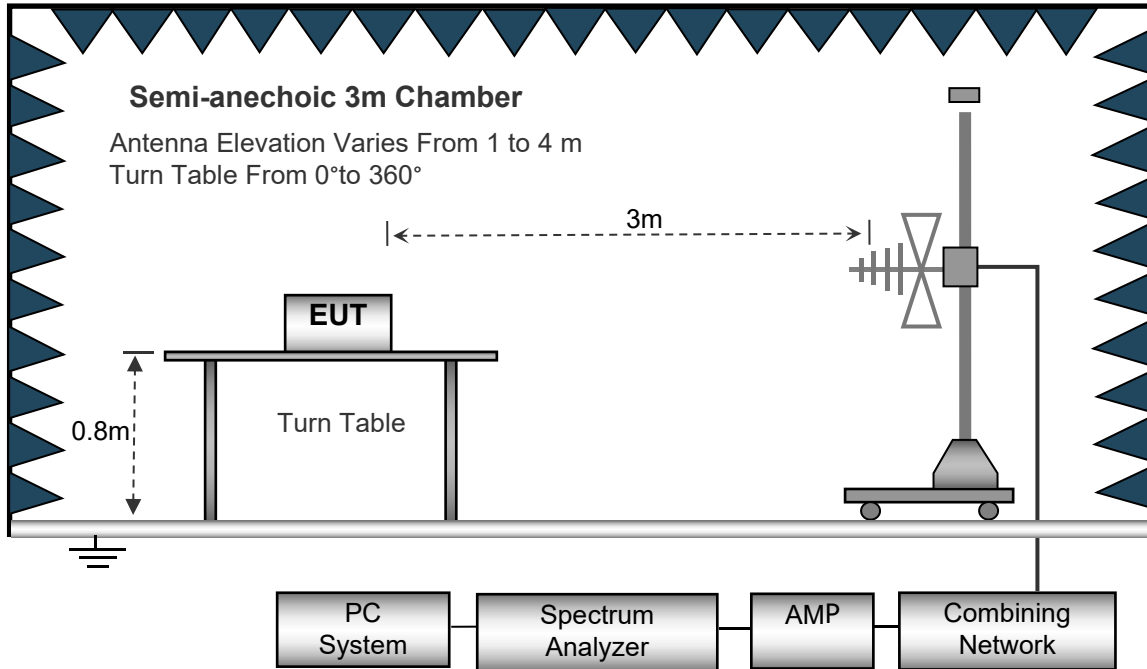 Semi-anechoic 3m Chamber
Antenna Elevation Varies From 1 to 4 m
Turn Table From 0°to 360°
3m
EUT
0.8m
Turn Table
PC
System
Spectrum
Analyzer
AMP
Combining
Network